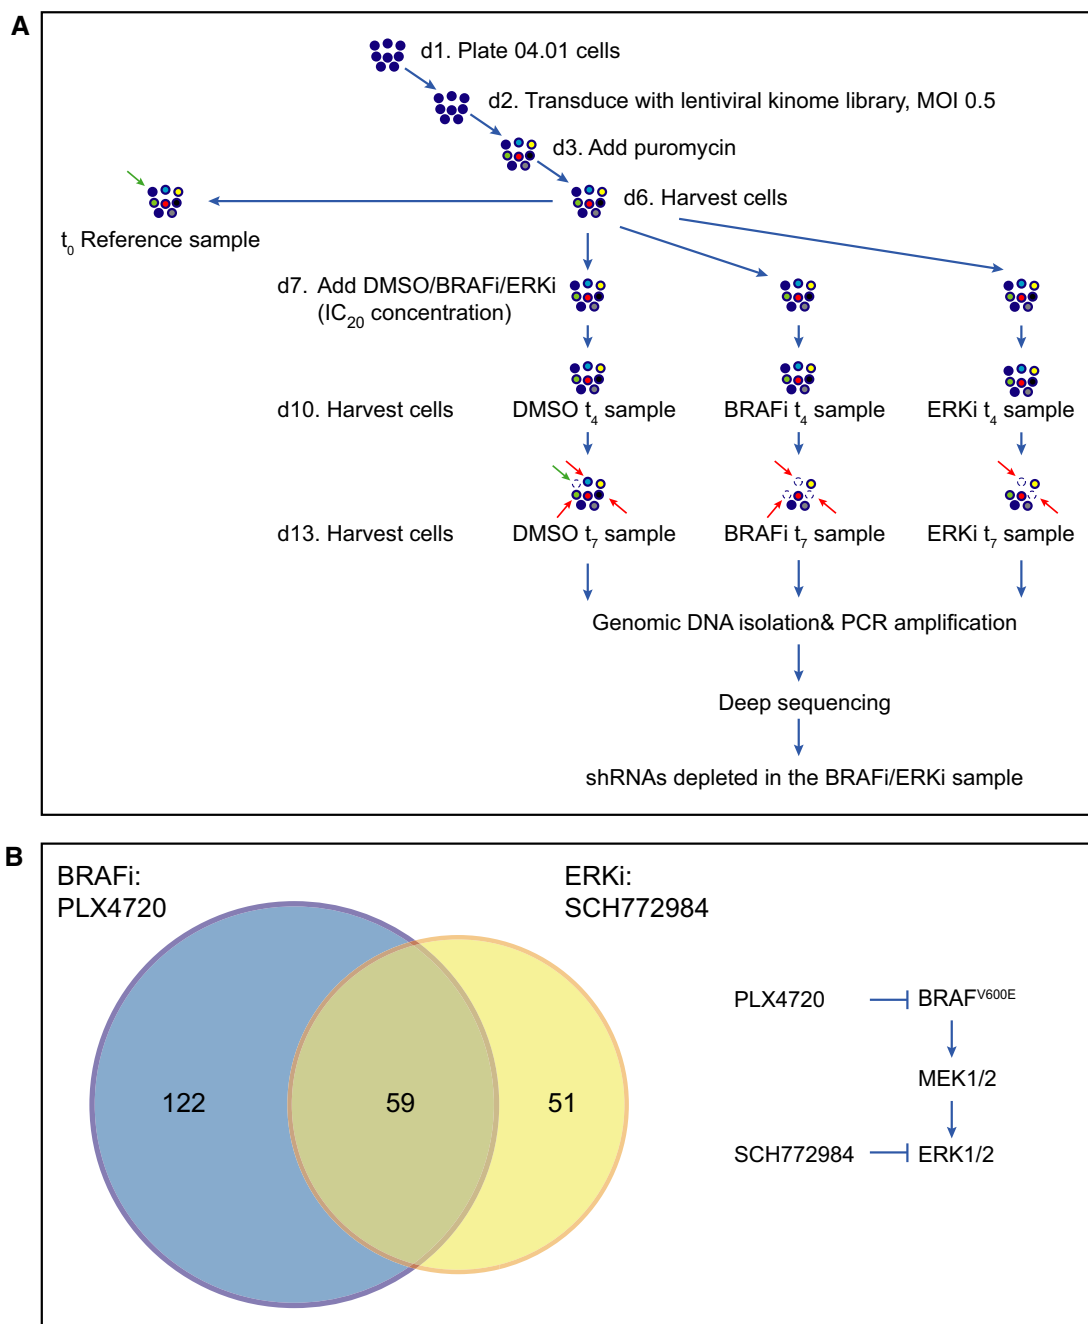 A
d1. Plate 04.01 cells
d2. Transduce with lentiviral kinome library, MOI 0.5
d3. Add puromycin
d6. Harvest cells
t0 Reference sample
d7. Add DMSO/BRAFi/ERKi
(IC20 concentration)
d10. Harvest cells
DMSO t4 sample
BRAFi t4 sample
ERKi t4 sample
d13. Harvest cells
DMSO t7 sample
BRAFi t7 sample
ERKi t7 sample
Genomic DNA isolation& PCR amplification
Deep sequencing
shRNAs depleted in the BRAFi/ERKi sample
B
BRAFi:
PLX4720
ERKi:
SCH772984
122
59
51
PLX4720
BRAFV600E
MEK1/2
SCH772984
ERK1/2